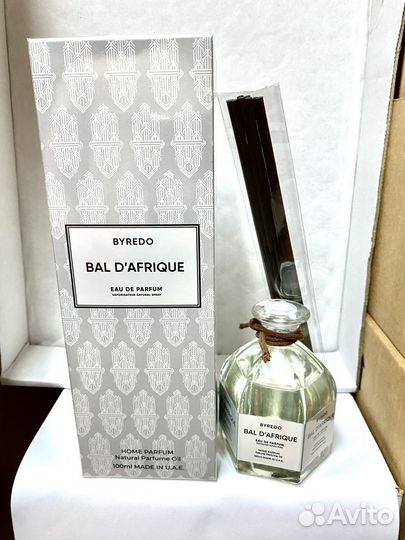 BYREDO
BAL D'AFRIQUE
EAU DE PARFUM
VAPORISATEUR NATURAL SPRAY
HOME PARFUM
Natural Parfume Oil
100ml MADE IN U.A.E.
BYREDO
BAL D'AFRIQUE
EAU DE PARFUM
HOME PARFUM
Natural Parfume Oil
100ml MADE IN U.A.E.
Avito